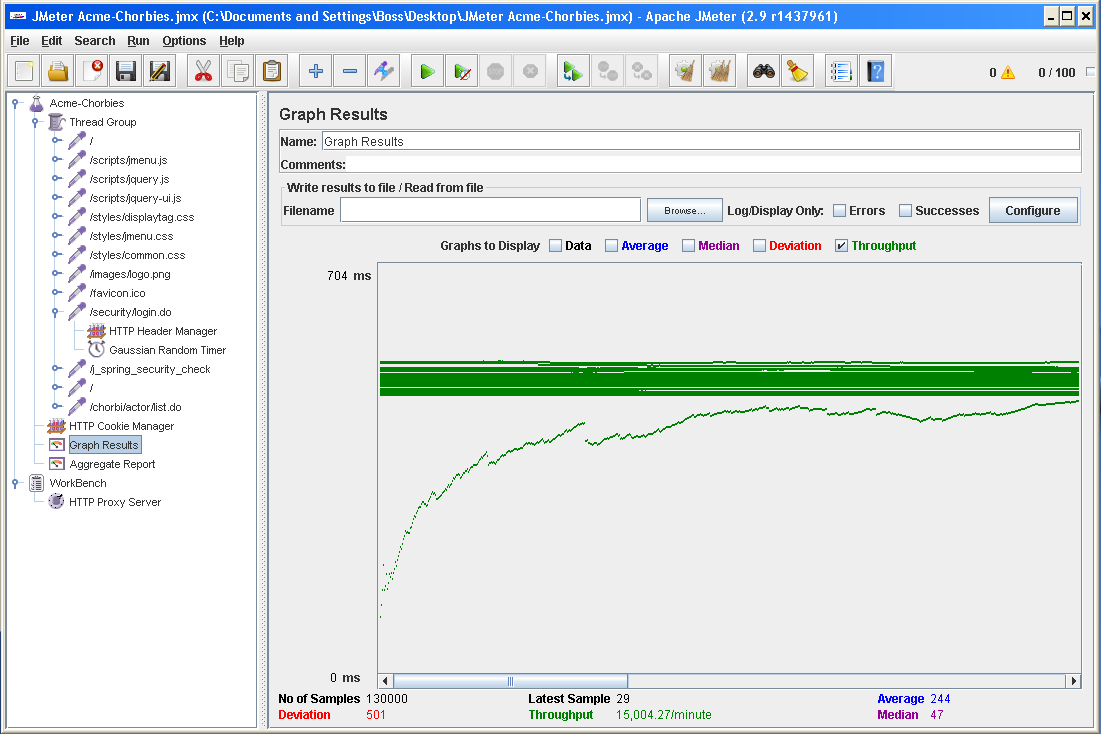 JMeter Acme-Chorbies.jmx (C:\Documents and Settings\Boss\Desktop\JMeter Acme-Chorbies.jmx) - Apache JMeter (2.9 r1437961)
File Edit Search Run Options Help
0 0 / 100
Acme-Chorbies
Thread Group
/
/scripts/jmenu.js
/scripts/jquery.js
/scripts/jquery-ui.js
/styles/displaytag.css
/styles/jmenu.css
/styles/common.css
/images/logo.png
/favicon.ico
/security/login.do
HTTP Header Manager
Gaussian Random Timer
/j_spring_security_check
/
/chorbi/actor/list.do
HTTP Cookie Manager
Graph Results
Aggregate Report
WorkBench
HTTP Proxy Server
Graph Results
Name: Graph Results
Comments:
Write results to file / Read from file
Filename Browse... Log/Display Only: Errors Successes Configure
Graphs to Display Data Average Median Deviation Throughput
704 ms
0 ms
No of Samples 130000 Latest Sample 29 Average 244
Deviation 501 Throughput 15,004.27/minute Median 47